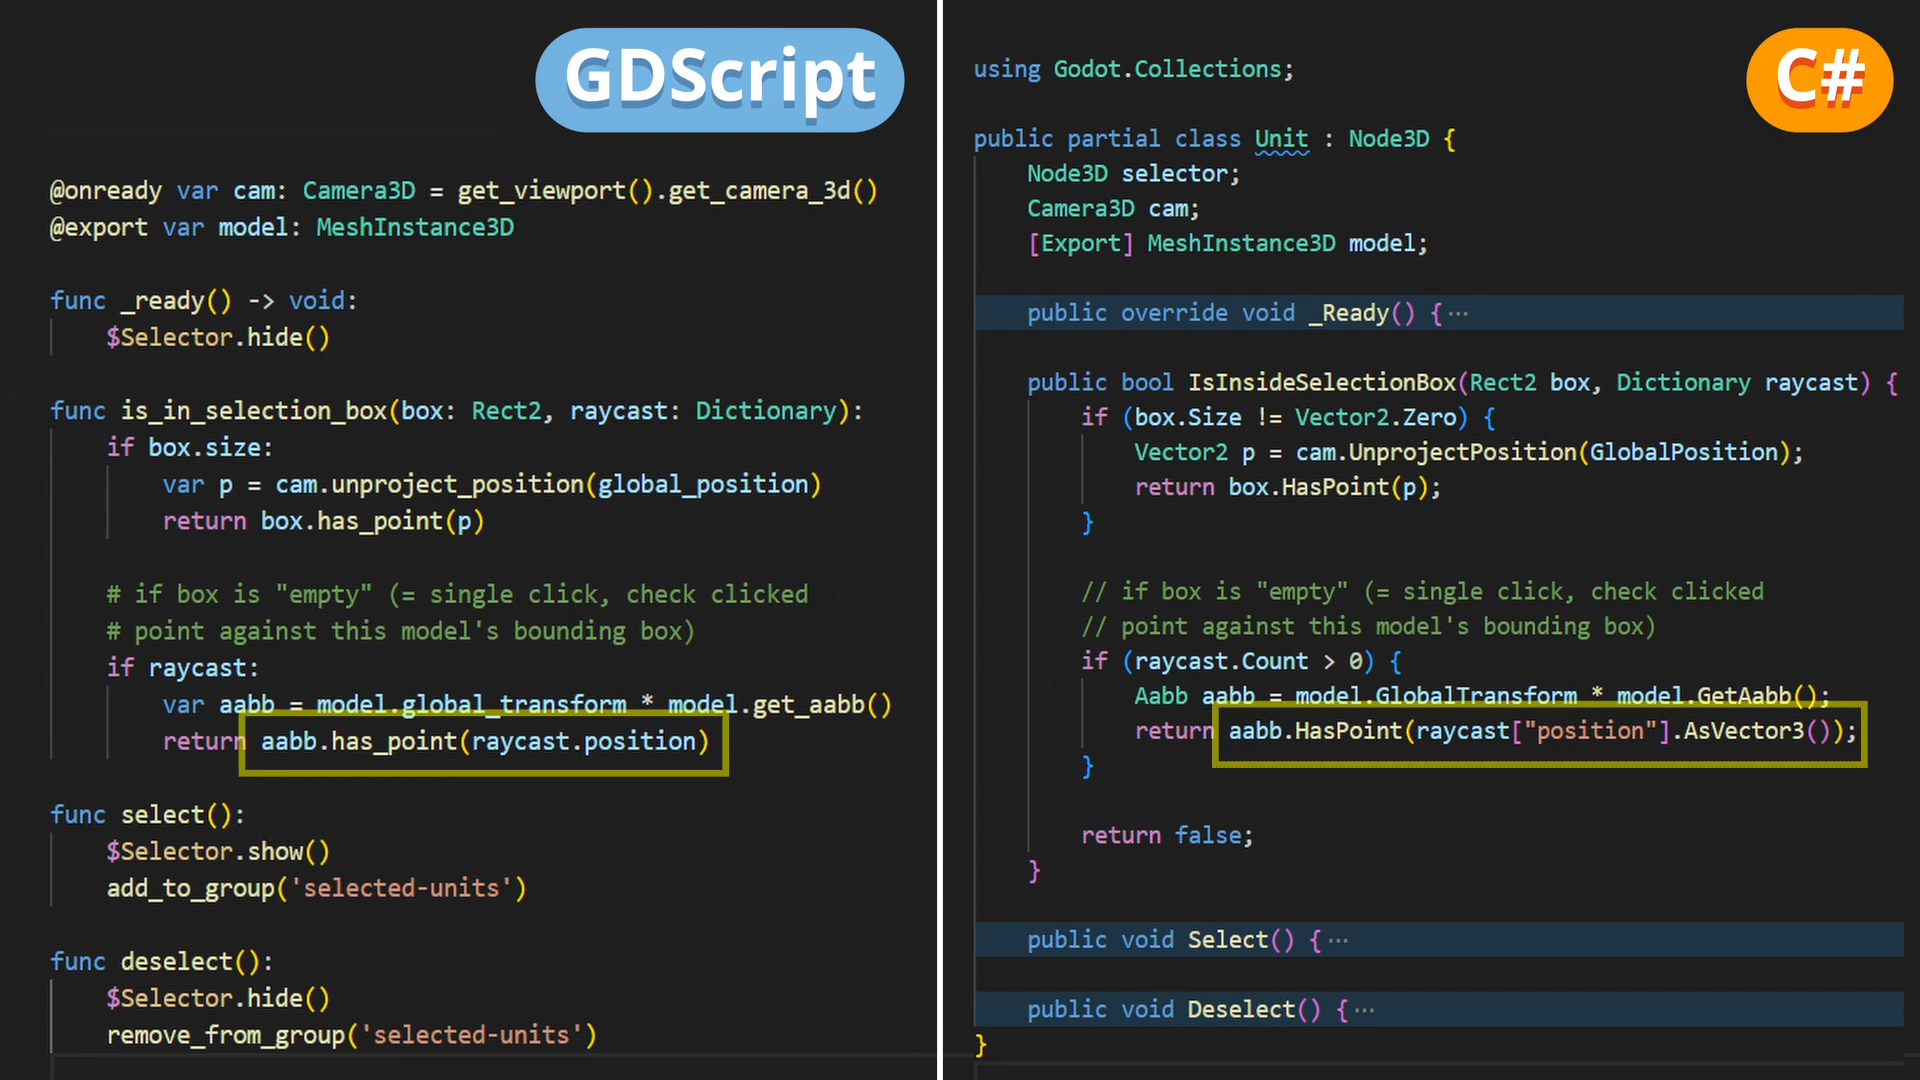 GDScript
@onready var cam: Camera3D = get_viewport().get_camera_3d()
@export var model: MeshInstance3D
func _ready() -> void:
$Selector.hide()
func is_in_selection_box(box: Rect2, raycast: Dictionary):
if box.size:
var p = cam.unproject_position(global_position)
return box.has_point(p)
# if box is "empty" (= single click, check clicked
# point against this model's bounding box)
if raycast:
var aabb = model.global_transform * model.get_aabb()
return aabb.has_point(raycast.position)
func select():
$Selector.show()
add_to_group('selected-units')
func deselect():
$Selector.hide()
remove_from_group('selected-units')
C#
using Godot.Collections;
public partial class Unit : Node3D {
Node3D selector;
Camera3D cam;
[Export] MeshInstance3D model;
public override void _Ready() {···
public bool IsInsideSelectionBox(Rect2 box, Dictionary raycast) {
if (box.Size != Vector2.Zero) {
Vector2 p = cam.UnprojectPosition(GlobalPosition);
return box.HasPoint(p);
}
// if box is "empty" (= single click, check clicked
// point against this model's bounding box)
if (raycast.Count > 0) {
Aabb aabb = model.GlobalTransform * model.GetAabb();
return aabb.HasPoint(raycast["position"].AsVector3());
}
return false;
}
public void Select() {···
public void Deselect() {···
}